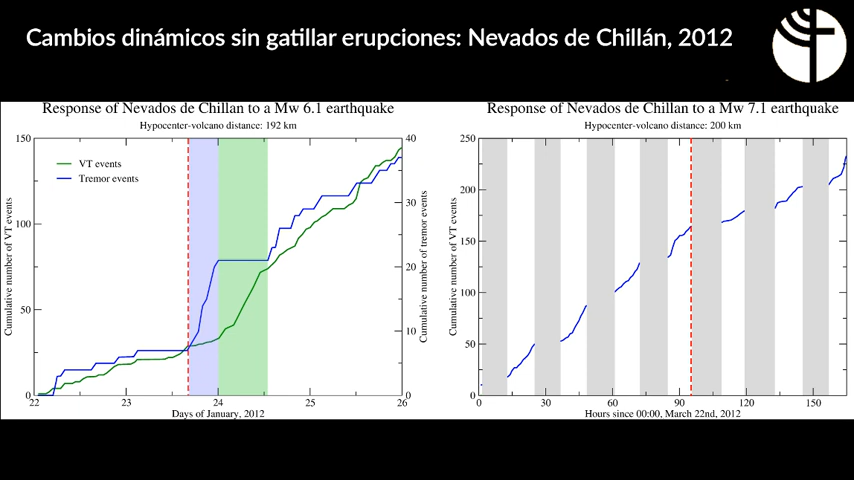 Cambios dinámicos sin gatillar erupciones: Nevados de Chillán, 2012
Response of Nevados de Chillan to a Mw 6.1 earthquake
Hypocenter-volcano distance: 192 km
VT events
Tremor events
Cumulative number of VT events
Cumulative number of tremor events
150
100
50
0
40
30
20
10
0
22 23 24 25 26
Days of January, 2012
Response of Nevados de Chillan to a Mw 7.1 earthquake
Hypocenter-volcano distance: 200 km
Cumulative number of VT events
250
200
150
100
50
0
0 30 60 90 120 150
Hours since 00:00, March 22nd, 2012